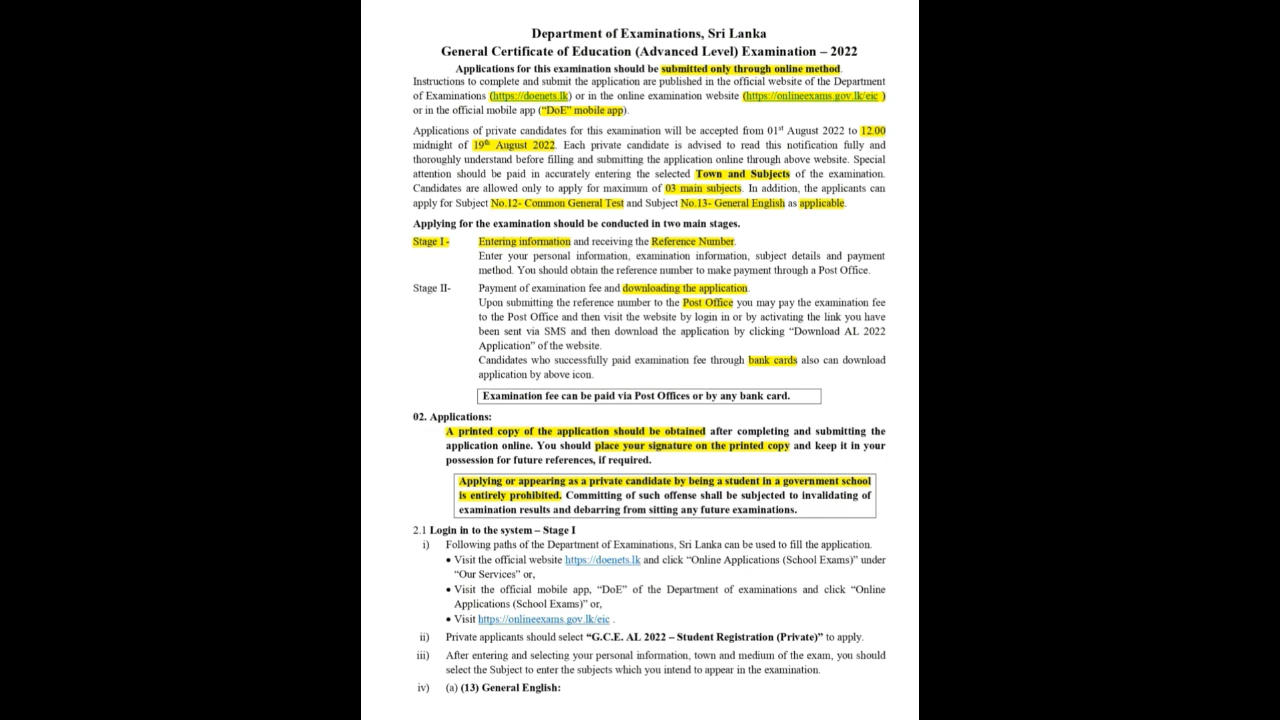 Department of Examinations, Sri Lanka
General Certificate of Education (Advanced Level) Examination – 2022
Applications for this examination should be submitted only through online method.
Instructions to complete and submit the application are published in the official website of the Department
of Examinations (https://doenets.lk) or in the online examination website (https://onlineexams.gov.lk/eic )
or in the official mobile app (“DoE” mobile app).
Applications of private candidates for this examination will be accepted from 01st August 2022 to 12.00
midnight of 19th August 2022. Each private candidate is advised to read this notification fully and
thoroughly understand before filling and submitting the application online through above website. Special
attention should be paid in accurately entering the selected Town and Subjects of the examination.
Candidates are allowed only to apply for maximum of 03 main subjects. In addition, the applicants can
apply for Subject No.12- Common General Test and Subject No.13- General English as applicable.
Applying for the examination should be conducted in two main stages.
Stage I - Entering information and receiving the Reference Number.
Enter your personal information, examination information, subject details and payment
method. You should obtain the reference number to make payment through a Post Office.
Stage II- Payment of examination fee and downloading the application.
Upon submitting the reference number to the Post Office you may pay the examination fee
to the Post Office and then visit the website by login in or by activating the link you have
been sent via SMS and then download the application by clicking “Download AL 2022
Application” of the website.
Candidates who successfully paid examination fee through bank cards also can download
application by above icon.
Examination fee can be paid via Post Offices or by any bank card.
02. Applications:
A printed copy of the application should be obtained after completing and submitting the
application online. You should place your signature on the printed copy and keep it in your
possession for future references, if required.
Applying or appearing as a private candidate by being a student in a government school
is entirely prohibited. Committing of such offense shall be subjected to invalidating of
examination results and debarring from sitting any future examinations.
2.1 Login in to the system – Stage I
i) Following paths of the Department of Examinations, Sri Lanka can be used to fill the application.
• Visit the official website https://doenets.lk and click “Online Applications (School Exams)” under
“Our Services” or,
• Visit the official mobile app, “DoE” of the Department of examinations and click “Online
Applications (School Exams)” or,
• Visit https://onlineexams.gov.lk/eic .
ii) Private applicants should select “G.C.E. AL 2022 – Student Registration (Private)” to apply.
iii) After entering and selecting your personal information, town and medium of the exam, you should
select the Subject to enter the subjects which you intend to appear in the examination.
iv) (a) (13) General English: